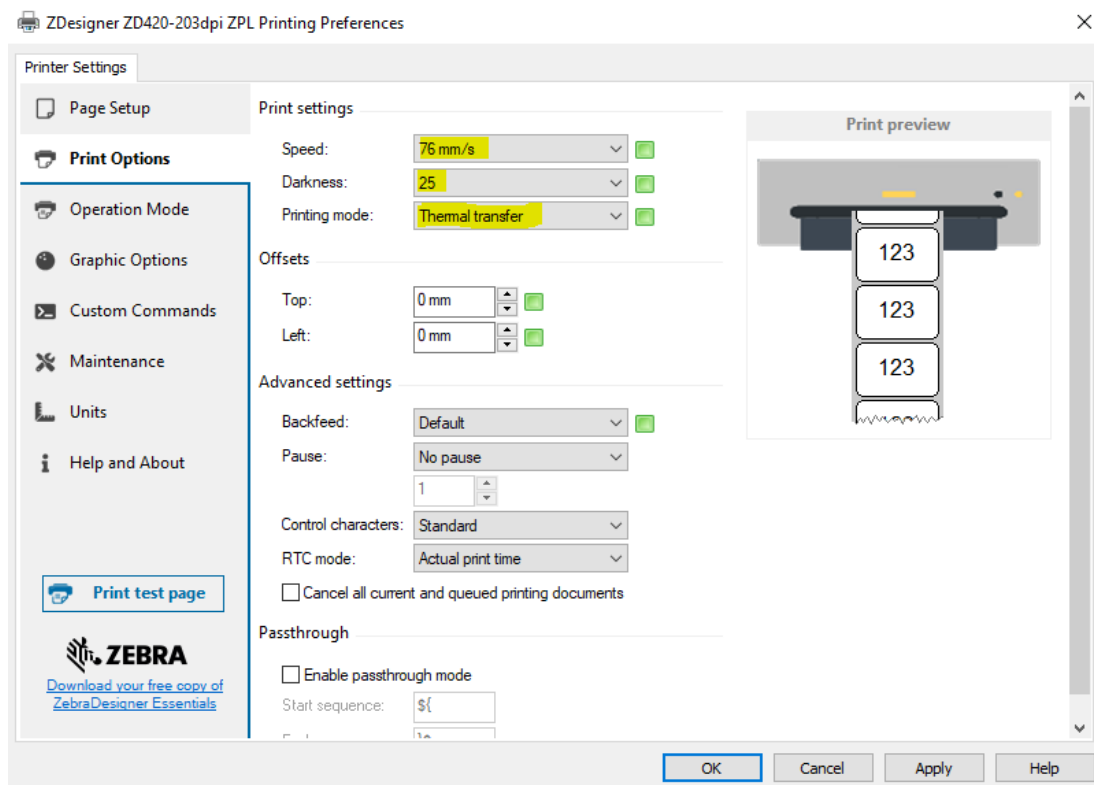 ZDesigner ZD420-203dpi ZPL Printing Preferences
Printer Settings
Page Setup
Print Options
Operation Mode
Graphic Options
Custom Commands
Maintenance
Units
Help and About
Print test page
ZEBRA
Download your free copy of
ZebraDesigner Essentials
Print settings
Speed: 76 mm/s
Darkness: 25
Printing mode: Thermal transfer
Offsets
Top: 0 mm
Left: 0 mm
Advanced settings
Backfeed: Default
Pause: No pause
1
Control characters: Standard
RTC mode: Actual print time
Cancel all current and queued printing documents
Passthrough
Enable passthrough mode
Start sequence: ${
Print preview
123
123
123
OK Cancel Apply Help